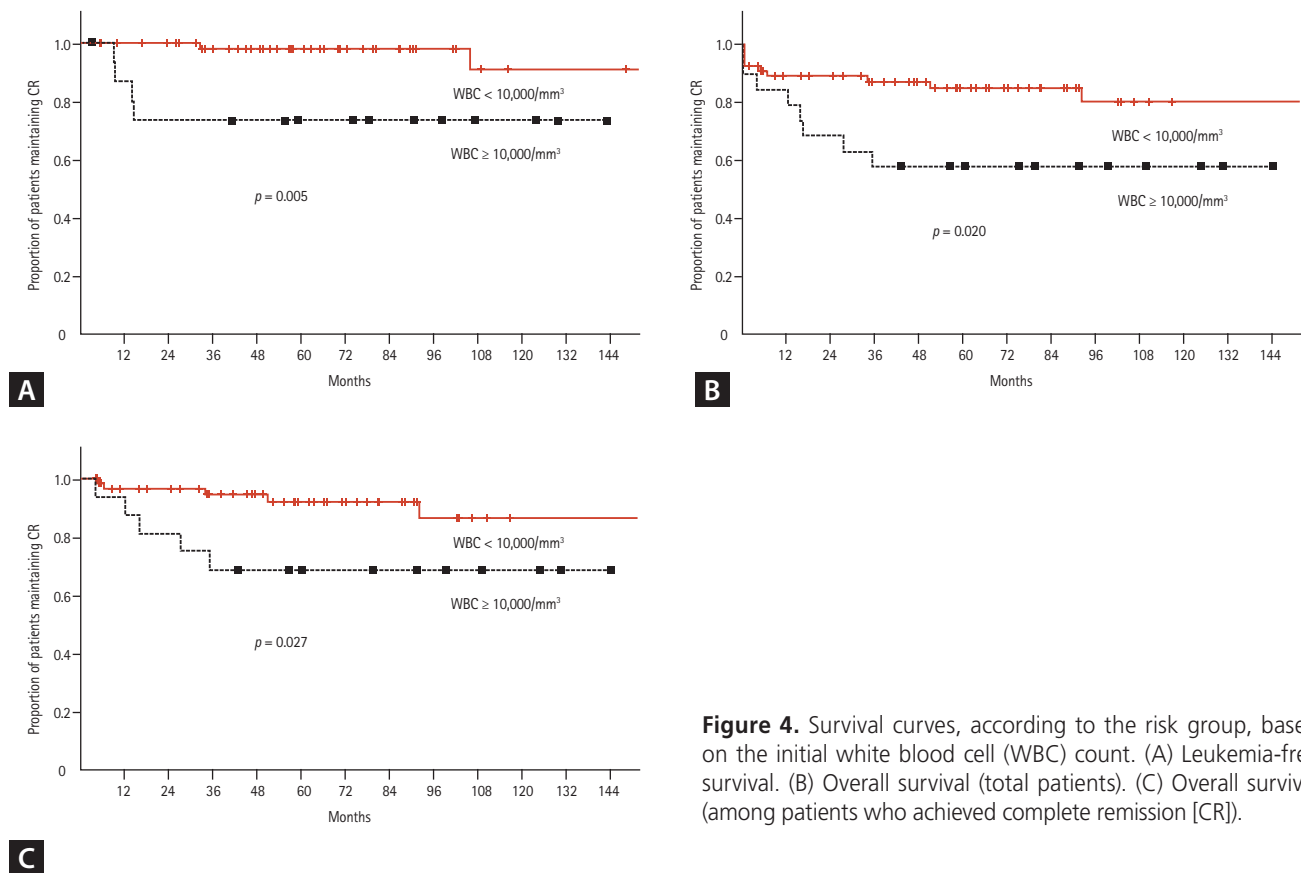 Proportion of patients maintaining CR
1.0
0.8
0.6
0.4
0.2
0
WBC < 10,000/mm³
WBC ≥ 10,000/mm³
p = 0.005
12 24 36 48 60 72 84 96 108 120 132 144
Months
A
Proportion of patients maintaining CR
1.0
0.8
0.6
0.4
0.2
0
WBC < 10,000/mm³
WBC ≥ 10,000/mm³
p = 0.020
12 24 36 48 60 72 84 96 108 120 132 144
Months
B
Proportion of patients maintaining CR
1.0
0.8
0.6
0.4
0.2
0
WBC < 10,000/mm³
WBC ≥ 10,000/mm³
p = 0.027
12 24 36 48 60 72 84 96 108 120 132 144
Months
C
Figure 4. Survival curves, according to the risk group, base
on the initial white blood cell (WBC) count. (A) Leukemia-fre
survival. (B) Overall survival (total patients). (C) Overall surviv
(among patients who achieved complete remission [CR]).